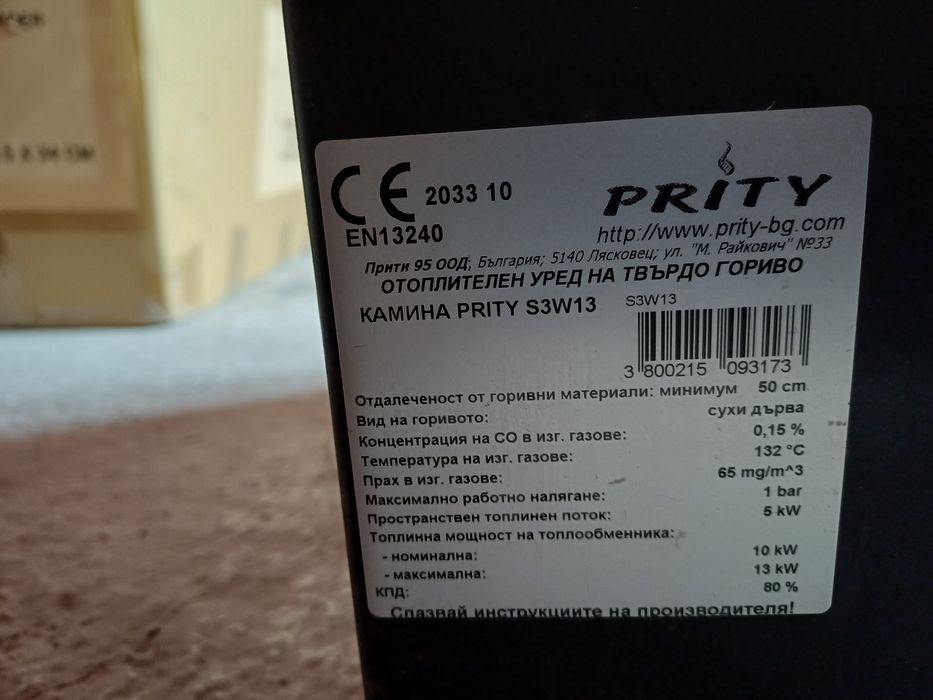 5 X 34 CM
CE 2033 10
PRITY
EN13240
http://www.prity-bg.com
Прити 95 ООД; България; 5140 Лясковец; ул. "М. Райкович" №33
ОТОПЛИТЕЛЕН УРЕД НА ТВЪРДО ГОРИВО
КАМИНА PRITY S3W13
S3W13
3 800215 093173
Отдалеченост от горивни материали: минимум 50 cm
Вид на горивото: сухи дърва
Концентрация на CO в изг. газове: 0,15 %
Температура на изг. газове: 132 °C
Прах в изг. газове: 65 mg/m^3
Максимално работно налягане: 1 bar
Пространствен топлинен поток: 5 kW
Топлинна мощност на топлообменника:
- номинална: 10 kW
- максимална: 13 kW
КПД: 80 %
Спазвай инструкциите на производителя!